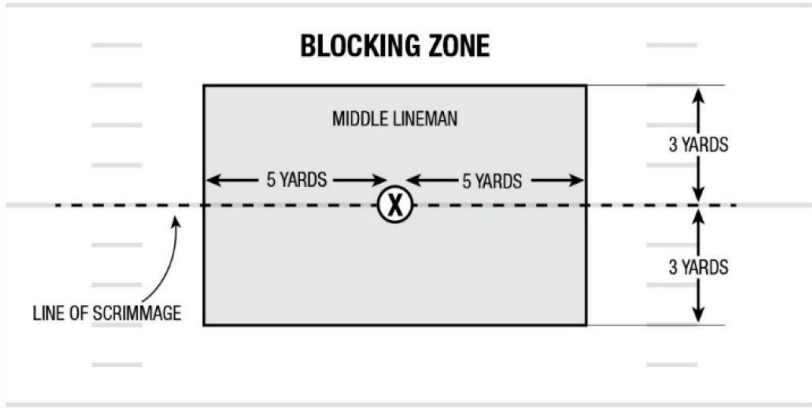 BLOCKING ZONE
MIDDLE LINEMAN
3 YARDS
5 YARDS
5 YARDS
X
3 YARDS
LINE OF SCRIMMAGE